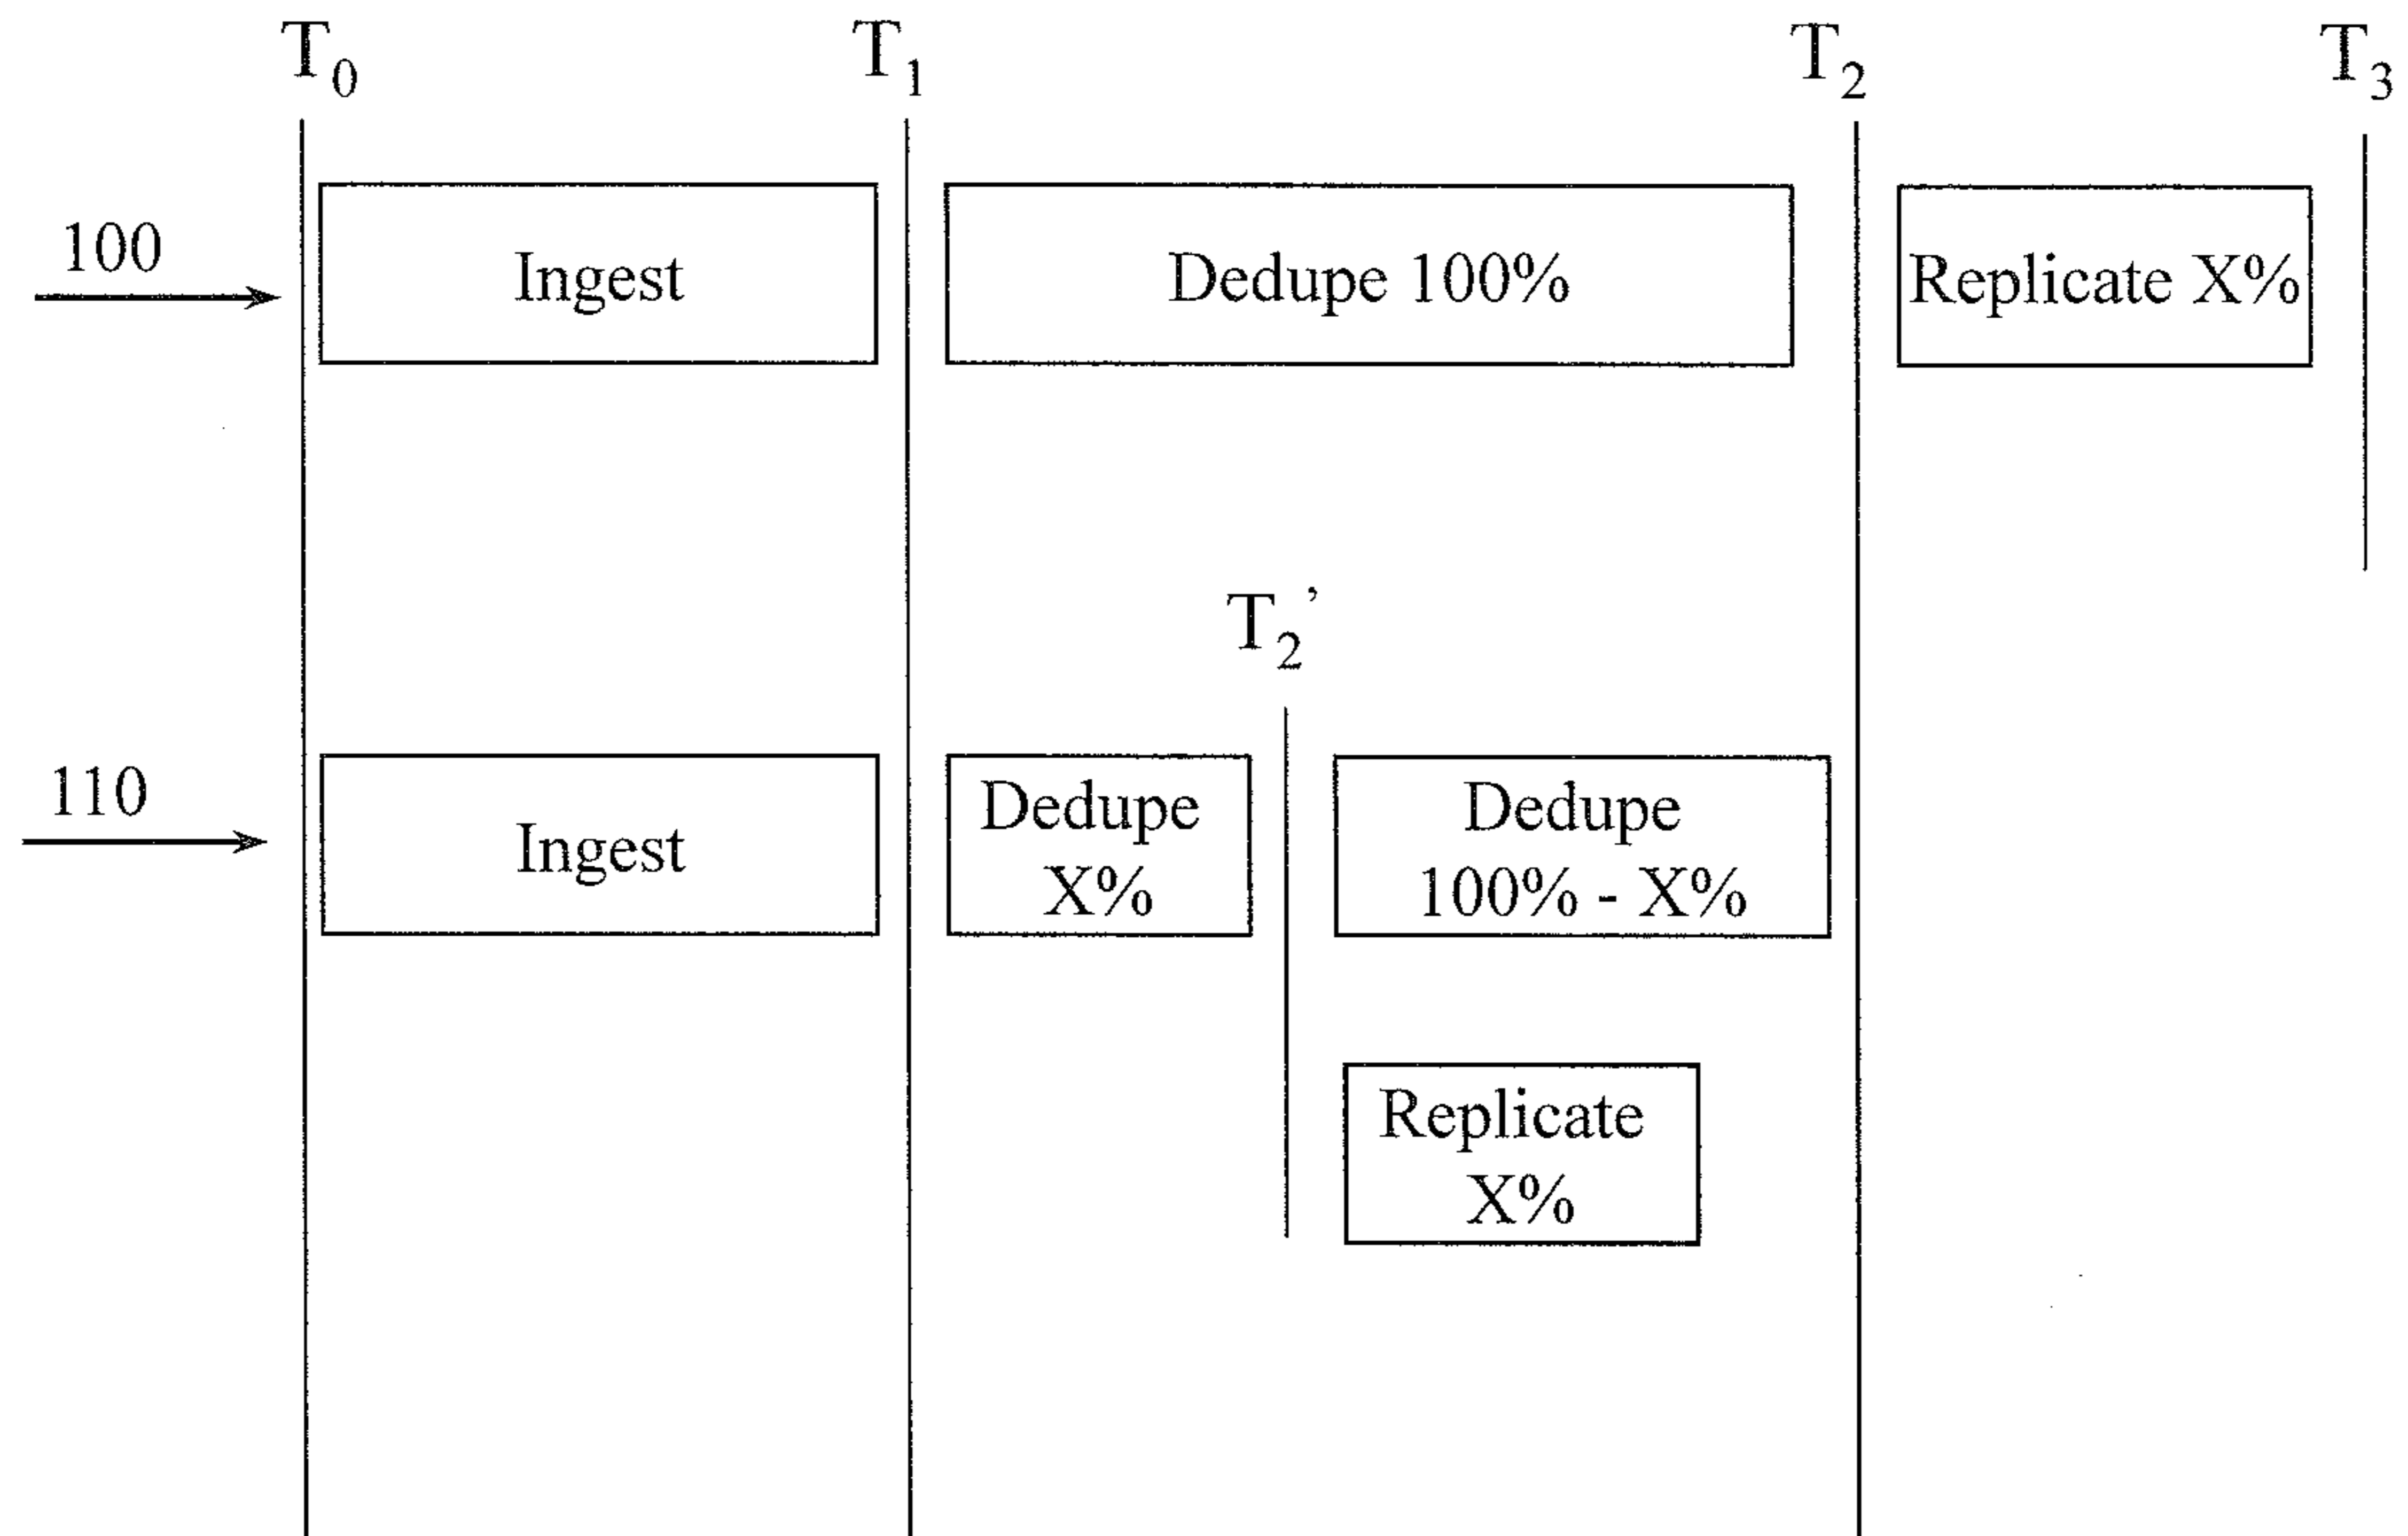 T₀ T₁ T₂ T₃
100
Ingest Dedupe 100% Replicate X%
T₂’
110
Ingest
Dedupe
X%
Dedupe
100% - X%
Replicate
X%